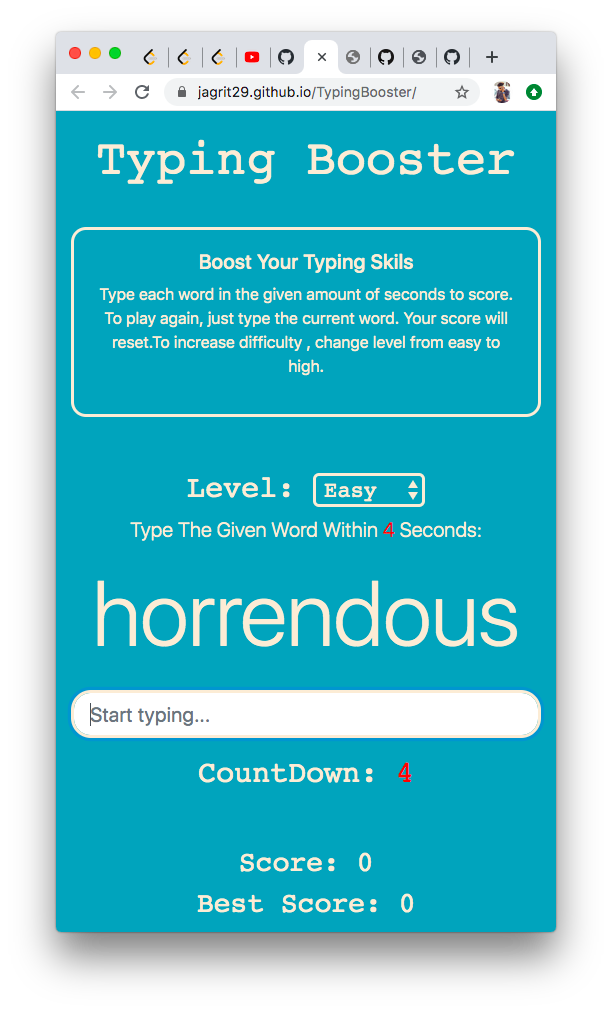 jagrit29.github.io/TypingBooster/
Typing Booster
Boost Your Typing Skils
Type each word in the given amount of seconds to score.
To play again, just type the current word. Your score will
reset.To increase difficulty , change level from easy to
high.
Level: Easy
Type The Given Word Within 4 Seconds:
horrendous
Start typing...
CountDown: 4
Score: 0
Best Score: 0